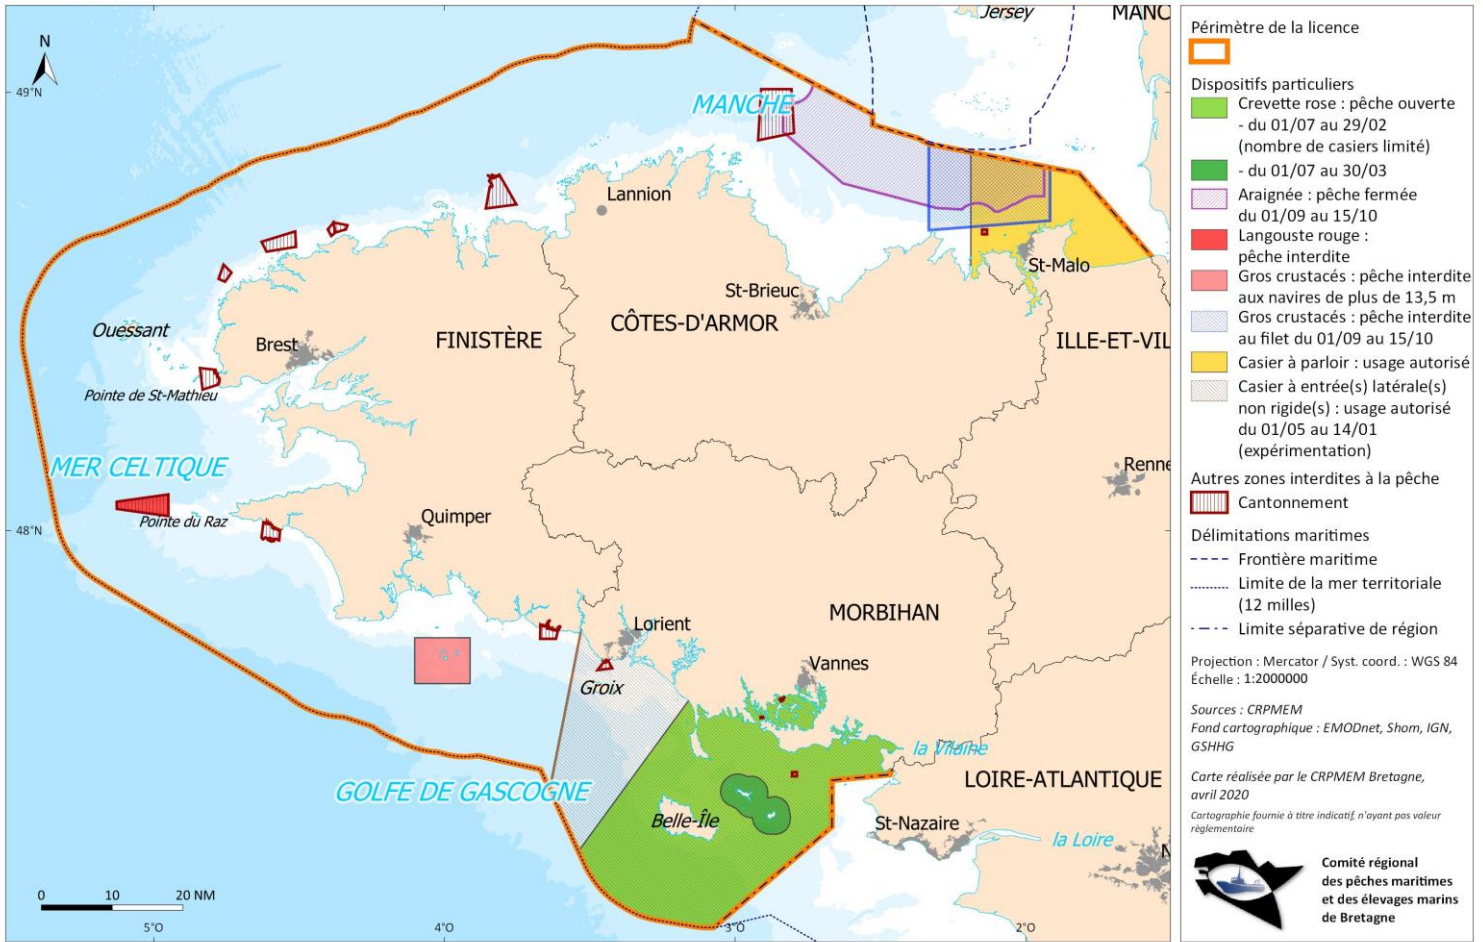 Jersey
MANC
N
49°N
MANCHE
Lannion
St-Malo
St-Brieuc
CÔTES-D'ARMOR
Ouessant
FINISTÈRE
ILLE-ET-VIL
Brest
Pointe de St-Mathieu
MER CELTIQUE
Renne
Pointe du Raz
Quimper
48°N
MORBIHAN
Lorient
Vannes
Groix
la Vilaine
LOIRE-ATLANTIQUE
GOLFE DE GASCOGNE
Belle-Île
St-Nazaire
la Loire
N
0 10 20 NM
5°0 4°0 3°0 2°0
Périmètre de la licence
Dispositifs particuliers
Crevette rose : pêche ouverte
- du 01/07 au 29/02
(nombre de casiers limité)
- du 01/07 au 30/03
Araignée : pêche fermée
du 01/09 au 15/10
Langouste rouge :
pêche interdite
Gros crustacés : pêche interdite
aux navires de plus de 13,5 m
Gros crustacés : pêche interdite
au filet du 01/09 au 15/10
Casier à parloir : usage autorisé
Casier à entrée(s) latérale(s)
non rigide(s) : usage autorisé
du 01/05 au 14/01
(expérimentation)
Autres zones interdites à la pêche
Cantonnement
Délimitations maritimes
Frontière maritime
Limite de la mer territoriale
(12 milles)
Limite séparative de région
Projection : Mercator / Syst. coord. : WGS 84
Échelle : 1:2000000
Sources : CRPMEM
Fond cartographique : EMODnet, Shom, IGN,
GSHHG
Carte réalisée par le CRPMEM Bretagne,
avril 2020
Cartographie fournie à titre indicatif, n'ayant pas valeur
règlementaire
Comité régional
des pêches maritimes
et des élevages marins
de Bretagne